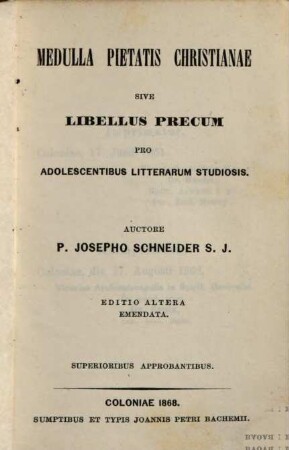 MEDULLA PIETATIS CHRISTIANAE
SIVE
LIBELLUS PRECUM
PRO
ADOLESCENTIBUS LITTERARUM STUDIOSIS.
AUCTORE
P. JOSEPHO SCHNEIDER S. J.
EDITIO ALTERA
EMENDATA.
SUPERIORIBUS APPROBANTIBUS.
COLONIAE 1868.
SUMPTIBUS ET TYPIS JOANNIS PETRI BACHEMII.